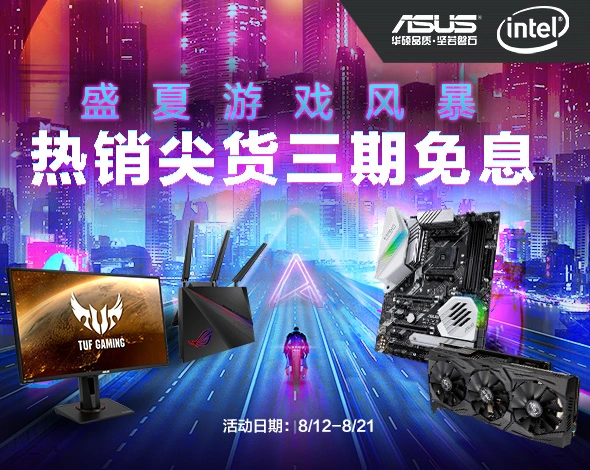 ASUS
华硕品质·坚若磐石
intel
盛夏游戏风暴
热销尖货三期免息
TUF GAMING
活动日期：8/12-8/21